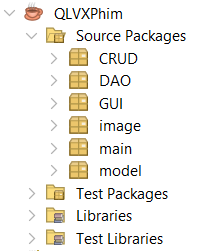 QLVXPhim
Source Packages
CRUD
DAO
GUI
image
main
model
Test Packages
Libraries
Test Libraries